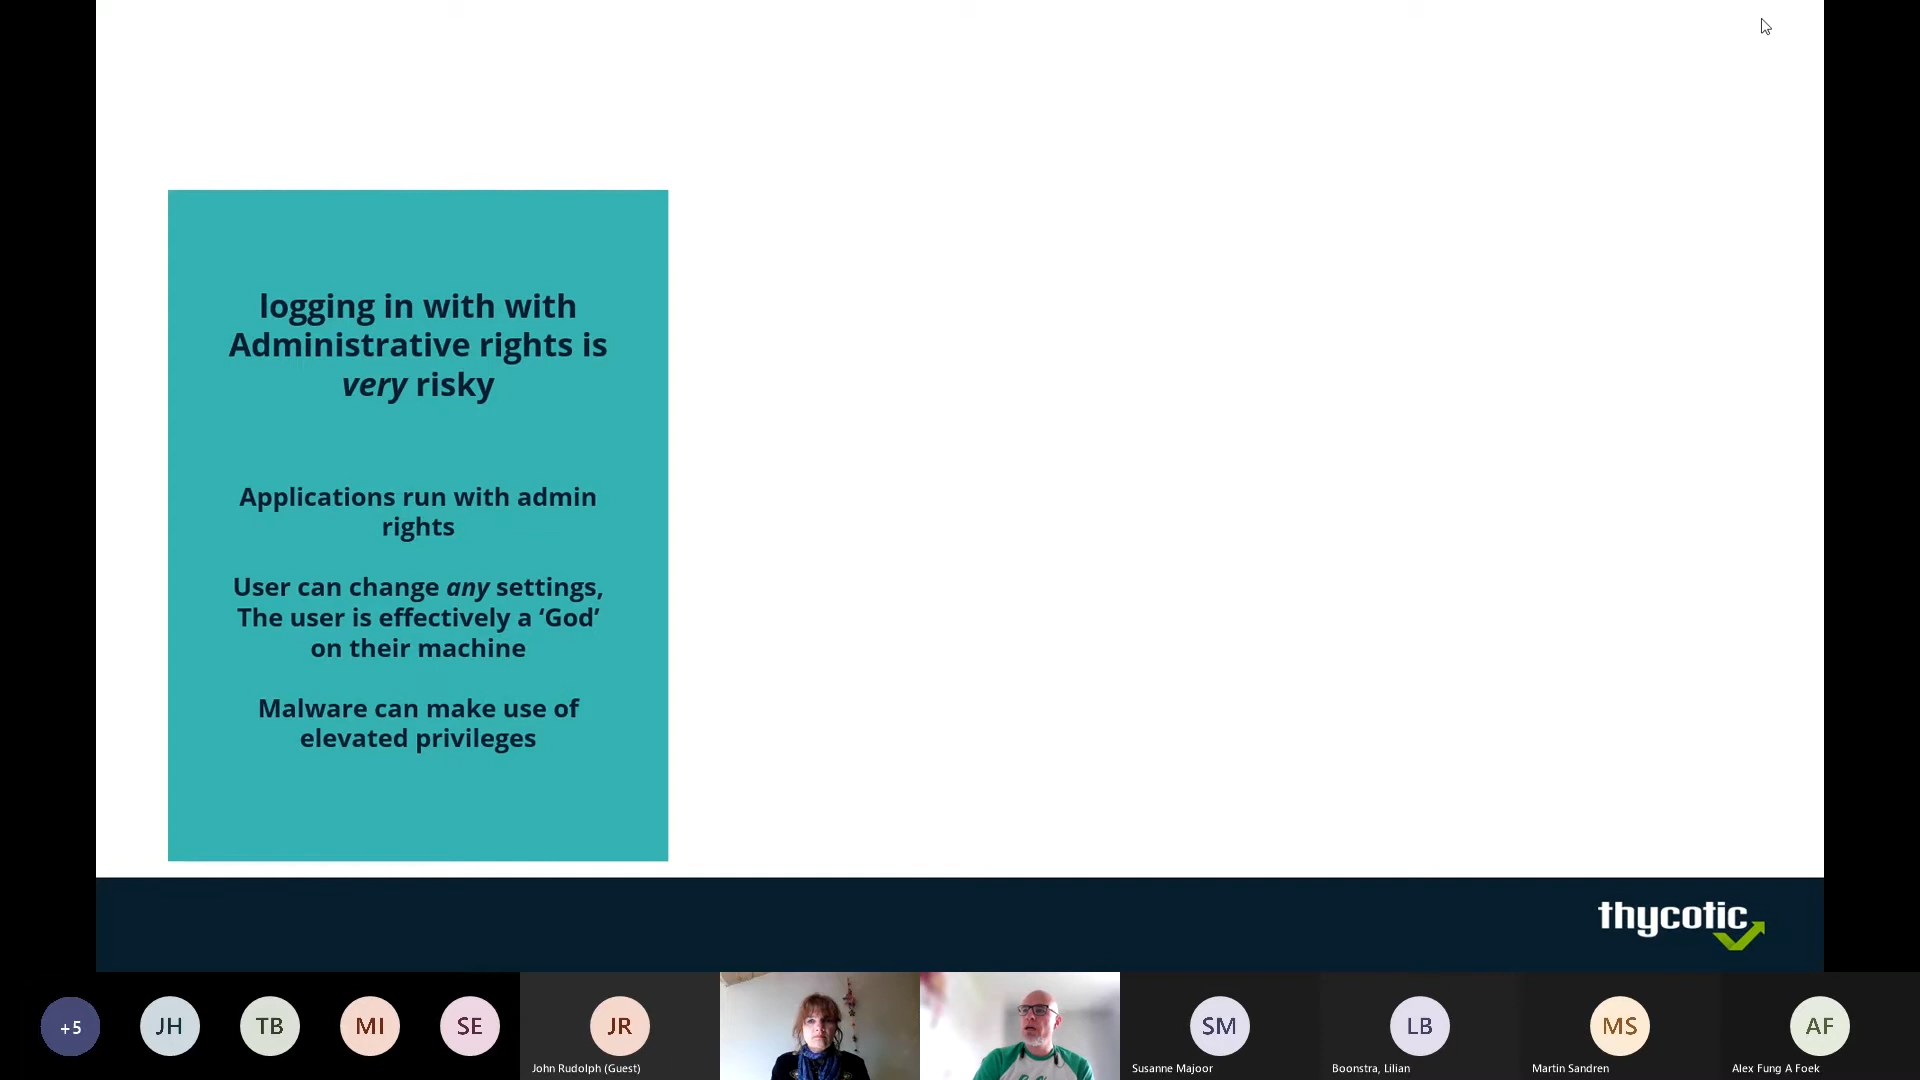 logging in with with
Administrative rights is
very risky
Applications run with admin
rights
User can change any settings,
The user is effectively a ‘God’
on their machine
Malware can make use of
elevated privileges
thycotic
+5
JH
TB
MI
SE
JR
SM
LB
MS
AF
John Rudolph (Guest)
Susanne Majoor
Boonstra, Lilian
Martin Sandren
Alex Fung A Foek